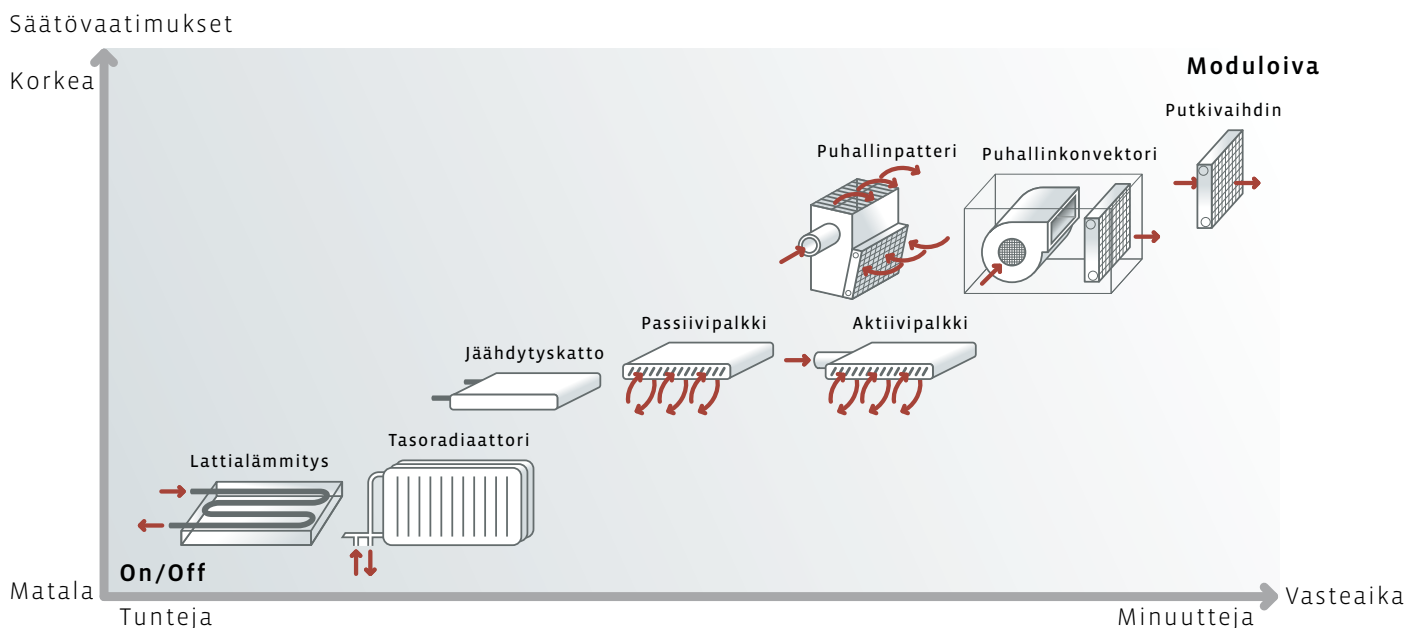 Säätövaatimukset
Korkea
Moduloiva
Putkivaihdin
Puhallinpatteri
Puhallinkonvektori
Passiivipalkki
Aktiivipalkki
Jäähdytyskatto
Tasoradiaattori
Lattialämmitys
On/Off
Matala
Vasteaika
Tunteja
Minuutteja